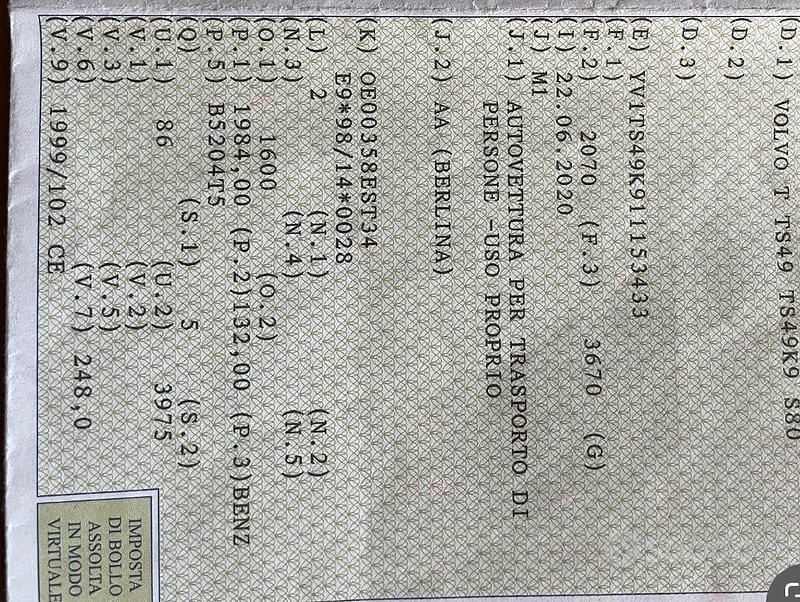 (D.1) VOLVO T TS49 TS49K9 S80
(D.2)
(D.3)
(E) YV1TS49K911153433
(F.1)
(F.2) 2070 (F.3) 3670 (G)
(I) 22.06.2020
(J) M1
(J.1) AUTOVETTURA PER TRASPORTO DI
PERSONE -USO PROPRIO
(J.2) AA (BERLINA)
(K) OE00358EST34
E9*98/14*0028
(L) 2 (N.1) (N.2)
(N.3) (N.4) (N.5)
(O.1) 1600 (O.2)
(P.1) 1984,00 (P.2)132,00 (P.3)BENZ
(P.5) B5204T5
(Q) (S.1) 5 (S.2)
(U.1) 86 (U.2) 3975
(V.1) (V.2)
(V.3) (V.5)
(V.6) (V.7) 248,0
(V.9) 1999/102 CE
IMPOSTA
DI BOLLO
ASSOLTA
IN MODO
VIRTUALE